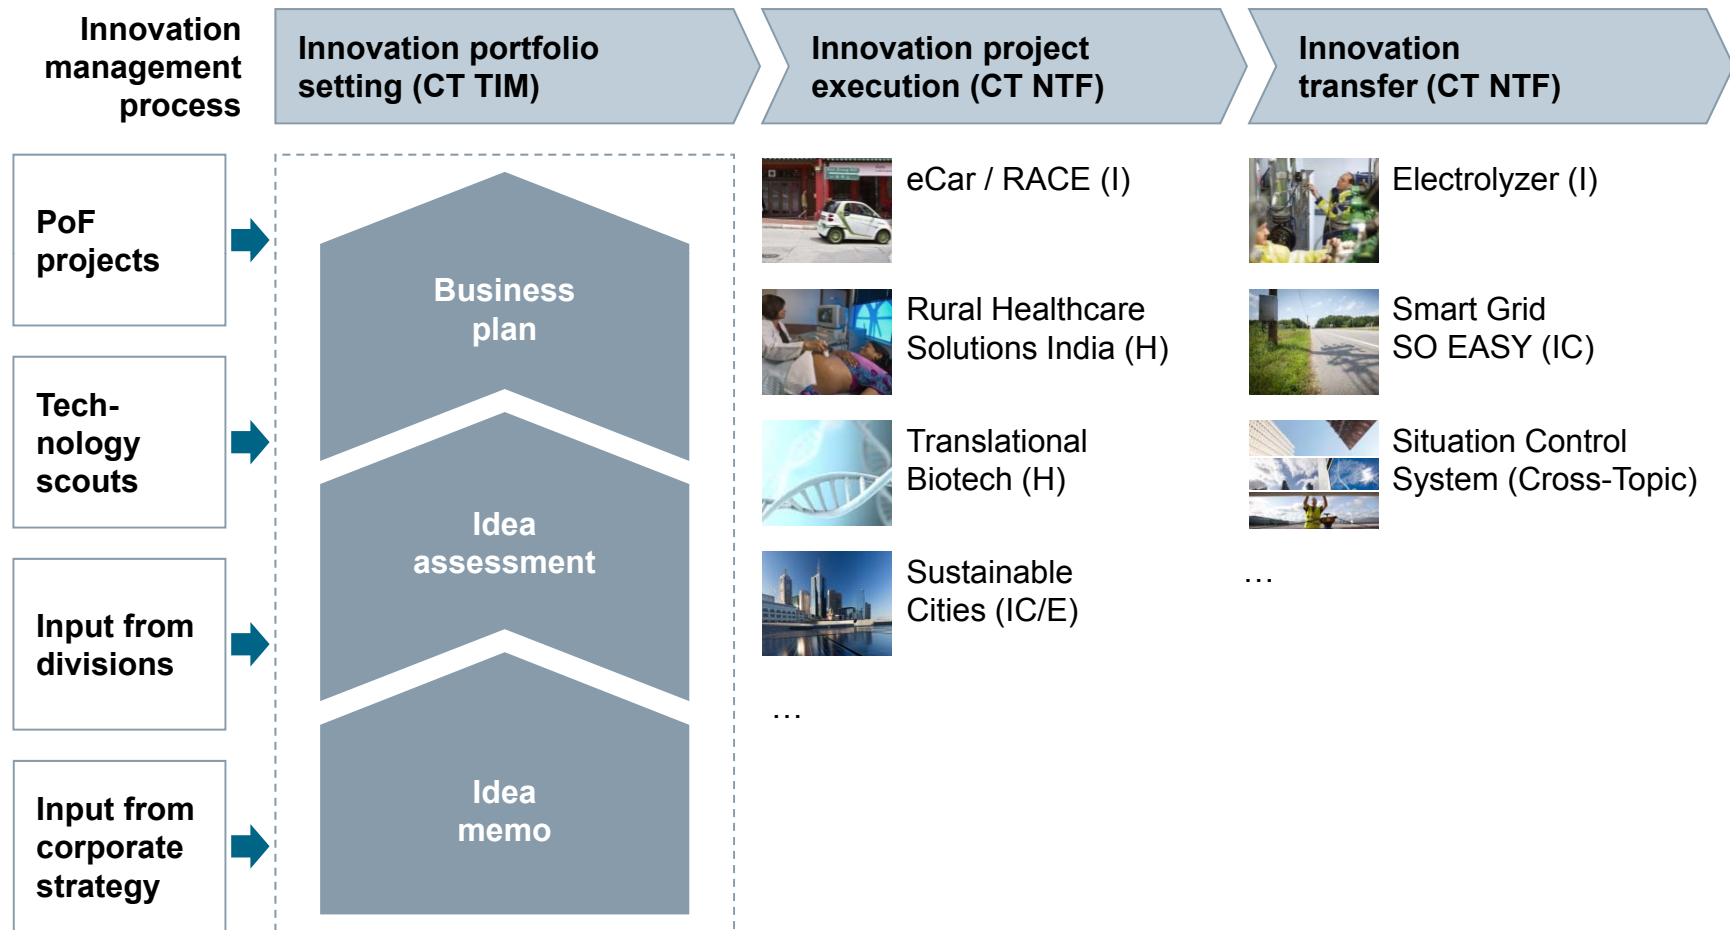 Innovation
management
process
Innovation portfolio
setting (CT TIM)
Innovation project
execution (CT NTF)
Innovation
transfer (CT NTF)
PoF
projects
Tech-
nology
scouts
Input from
divisions
Input from
corporate
strategy
Business
plan
Idea
assessment
Idea
memo
eCar / RACE (I)
Rural Healthcare
Solutions India (H)
Translational
Biotech (H)
Sustainable
Cities (IC/E)
…
Electrolyzer (I)
Smart Grid
SO EASY (IC)
Situation Control
System (Cross-Topic)
…